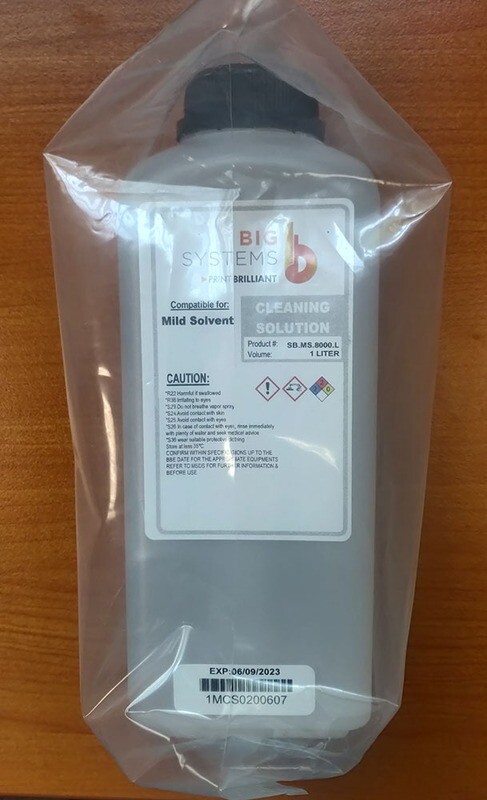 BIG
SYSTEMS
PRINT BRILLIANT
Compatible for:
Mild Solvent
CLEANING
SOLUTION
Product #: SB.MS.8000.L
Volume: 1 LITER
CAUTION:
*R22 Harmful if swallowed
*R36 Irritating to eyes
*S23 Do not breathe vapor spray
*S24 Avoid contact with skin
*S25 Avoid contact with eyes
*S26 In case of contact with eyes, rinse immediately
with plenty of water and seek medical advice
*S36 wear suitable protective clothing
Store at less 35°C
CONFIRM WITHIN SPECIFICATIONS UP TO THE
BBE DATE FOR THE APPROPRIATE EQUIPMENTS
REFER TO MSDS FOR FURTHER INFORMATION &
BEFORE USE
EXP:06/09/2023
1MCS0200607